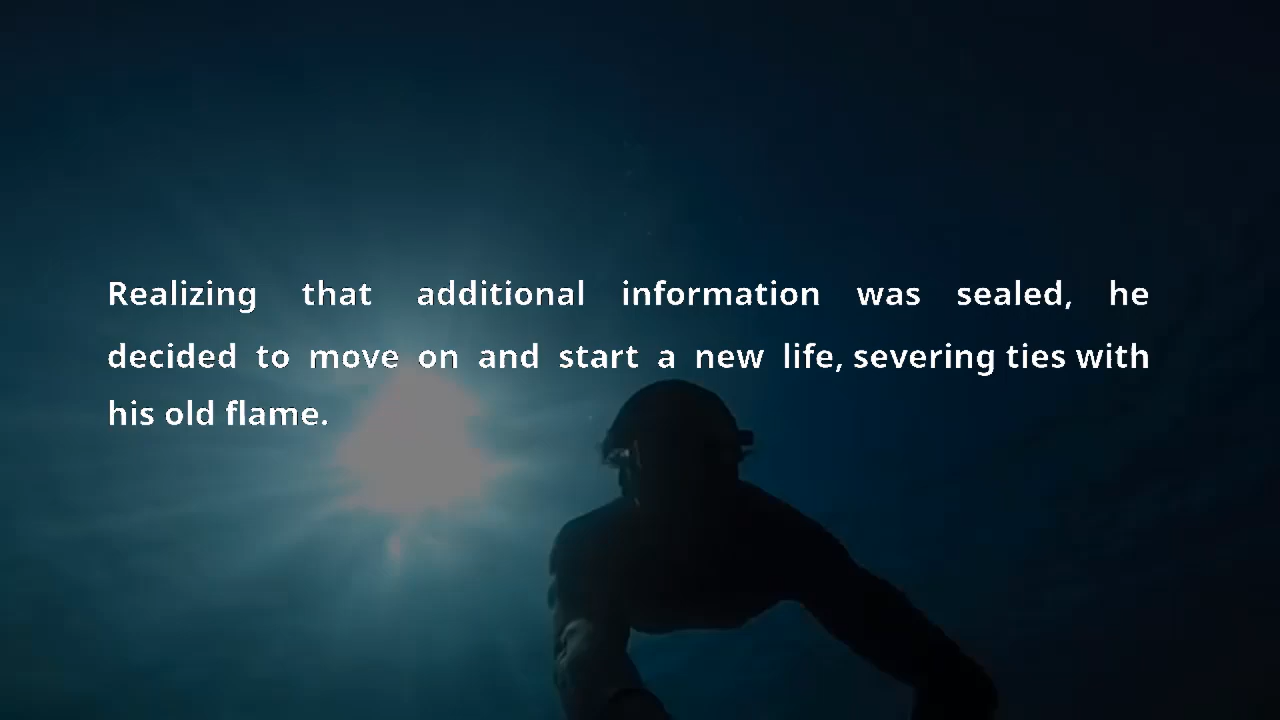 Realizing that additional information was sealed, he
decided to move on and start a new life, severing ties with
his old flame.